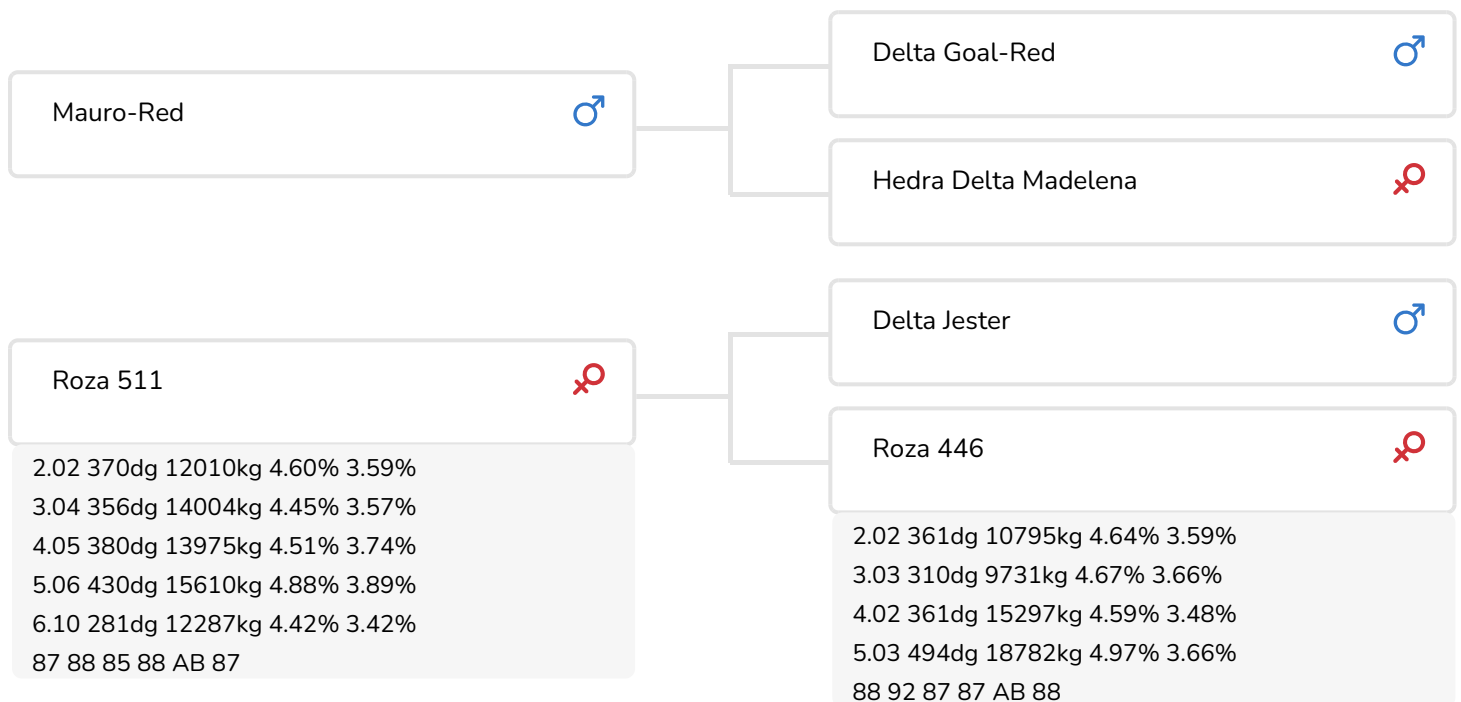 Mauro-Red
Delta Goal-Red
Hedra Delta Madelena
Roza 511
2.02 370dg 12010kg 4.60% 3.59%
3.04 356dg 14004kg 4.45% 3.57%
4.05 380dg 13975kg 4.51% 3.74%
5.06 430dg 15610kg 4.88% 3.89%
6.10 281dg 12287kg 4.42% 3.42%
87 88 85 88 AB 87
Delta Jester
Roza 446
2.02 361dg 10795kg 4.64% 3.59%
3.03 310dg 9731kg 4.67% 3.66%
4.02 361dg 15297kg 4.59% 3.48%
5.03 494dg 18782kg 4.97% 3.66%
88 92 87 87 AB 88